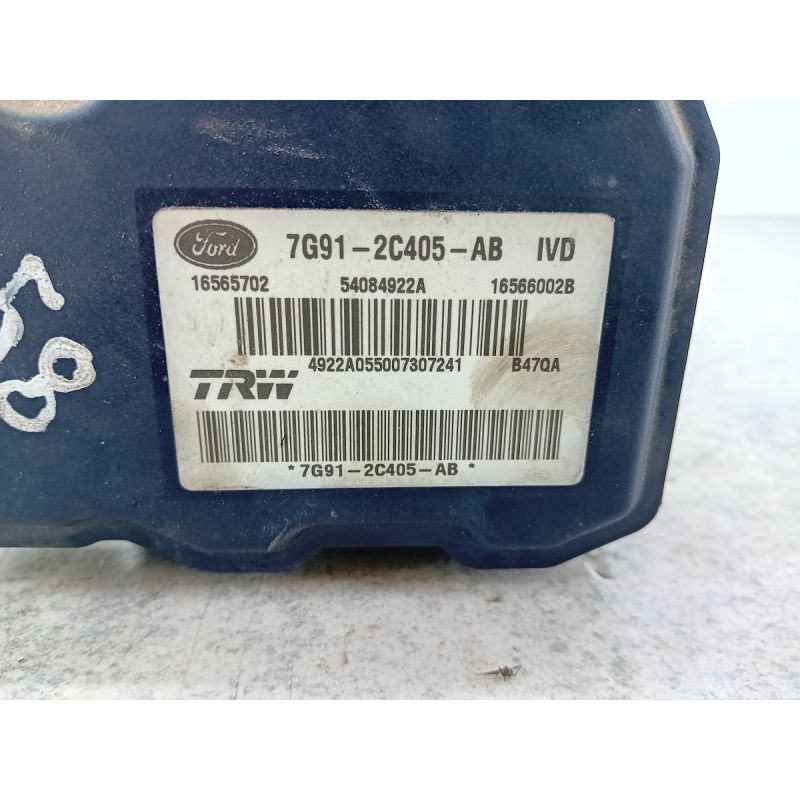 Ford 7G91-2C405-AB IVD
16565702 54084922A 16566002B
4922A055007307241 B47QA
TRW
*7G91-2C405-AB*